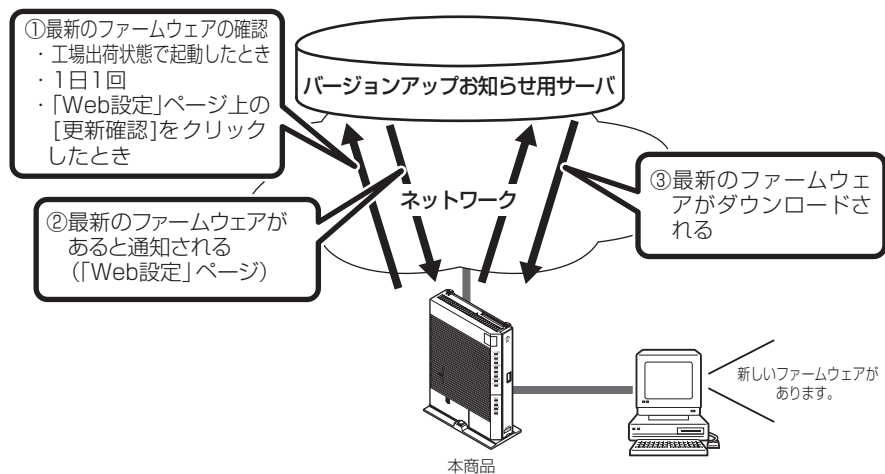 ①最新のファームウェアの確認
・工場出荷状態で起動したとき
・1日1回
・「Web設定」ページ上の
[更新確認]をクリック
したとき
バージョンアップお知らせ用サーバ
②最新のファームウェアが
あると通知される
(「Web設定」ページ)
ネットワーク
③最新のファームウェ
アがダウンロードさ
れる
新しいファームウェアが
あります。
本商品